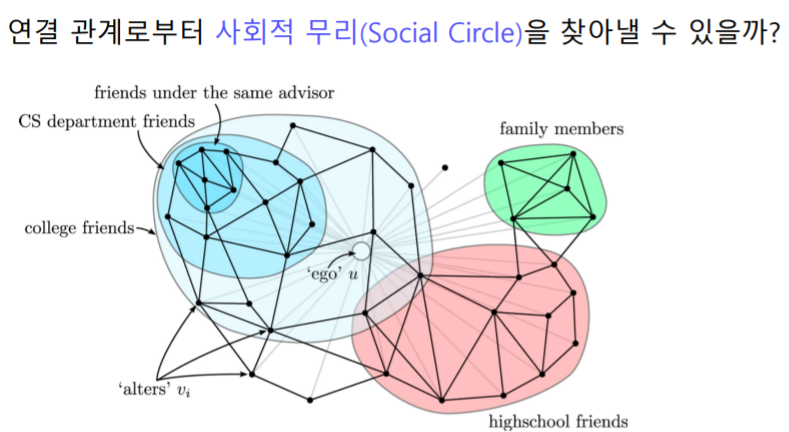 연결 관계로부터 사회적 무리(Social Circle)을 찾아낼 수 있을까?
friends under the same advisor
CS department friends
family members
college friends
'ego' u
'alters' vᵢ
highschool friends